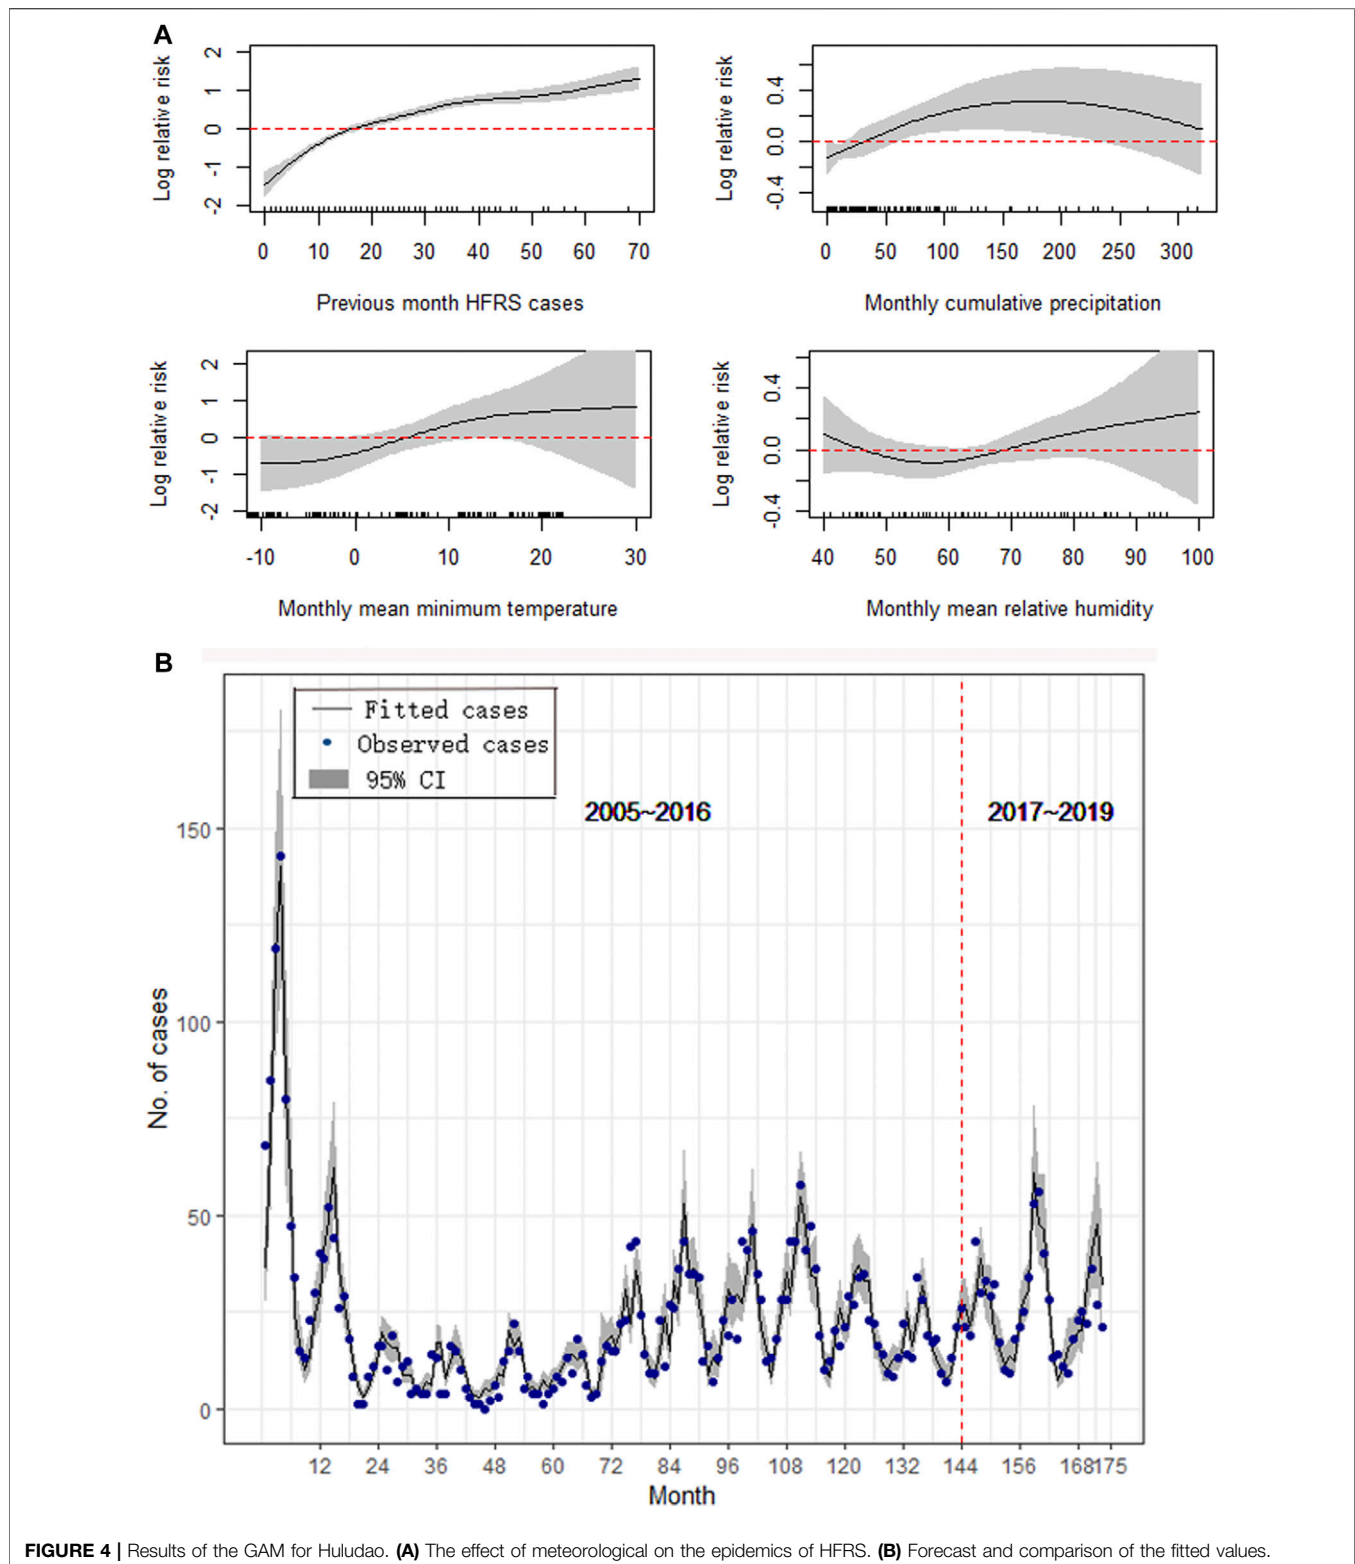 A
Log relative risk
2
1
0
-1
-2
0 10 20 30 40 50 60 70
Previous month HFRS cases
Log relative risk
0.4
0.0
-0.4
0 50 100 150 200 250 300
Monthly cumulative precipitation
Log relative risk
2
1
0
-1
-2
-10 0 10 20 30
Monthly mean minimum temperature
Log relative risk
0.4
0.0
-0.4
40 50 60 70 80 90 100
Monthly mean relative humidity
B
Fitted cases
Observed cases
95% CI
2005~2016
2017~2019
No. of cases
150
100
50
0
12 24 36 48 60 72 84 96 108 120 132 144 156 168 175
Month
FIGURE 4 | Results of the GAM for Huludao. (A) The effect of meteorological on the epidemics of HFRS. (B) Forecast and comparison of the fitted values.